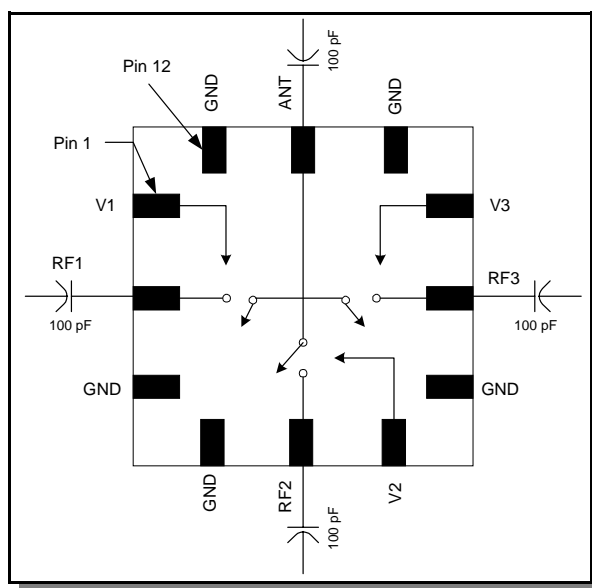 100 pF
Pin 12
GND
ANT
GND
Pin 1
V1
V3
RF1
RF3
100 pF
100 pF
GND
GND
GND
RF2
V2
100 pF